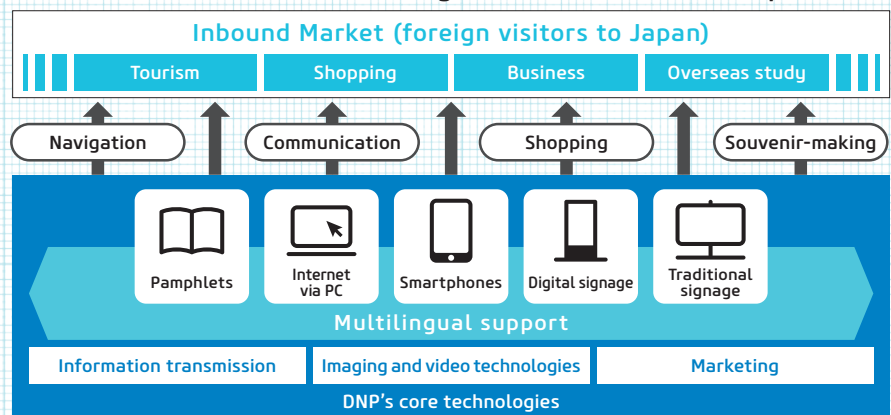 Inbound Market (foreign visitors to Japan)
Tourism
Shopping
Business
Overseas study
Navigation
Communication
Shopping
Souvenir-making
Pamphlets
Internet
via PC
Smartphones
Digital signage
Traditional
signage
Multilingual support
Information transmission
Imaging and video technologies
Marketing
DNP's core technologies